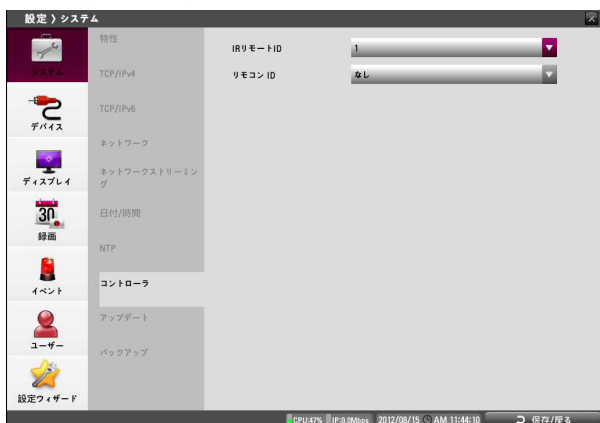 設定 〉システム
システム
デバイス
ディスプレイ
30
録画
イベント
ユーザー
設定ウィザード
特性
TCP/IPv4
TCP/IPv6
ネットワーク
ネットワークストリーミン
グ
日付/時間
NTP
コントローラ
アップデート
バックアップ
IRリモートID
1
リモコン ID
なし
CPU:47% IP:0.0Mbps 2012/08/15 AM 11:44:10 保存/戻る